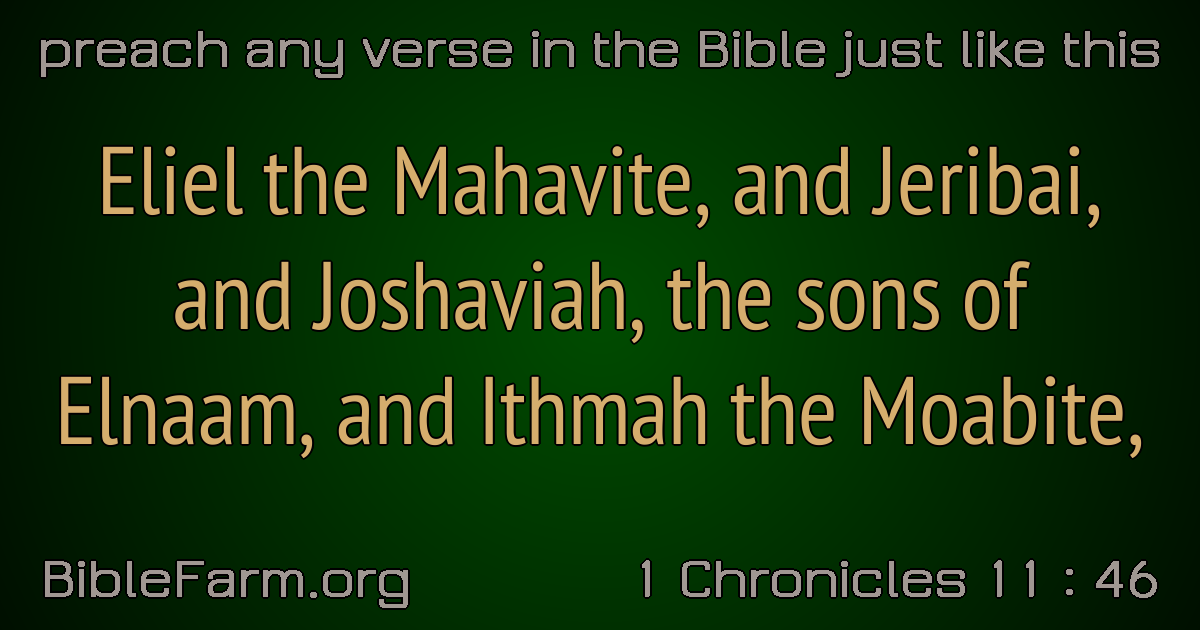 preach any verse in the Bible just like this
Eliel the Mahavite, and Jeribai,
and Joshaviah, the sons of
Elnaam, and Ithmah the Moabite,
BibleFarm.org
1 Chronicles 11 : 46